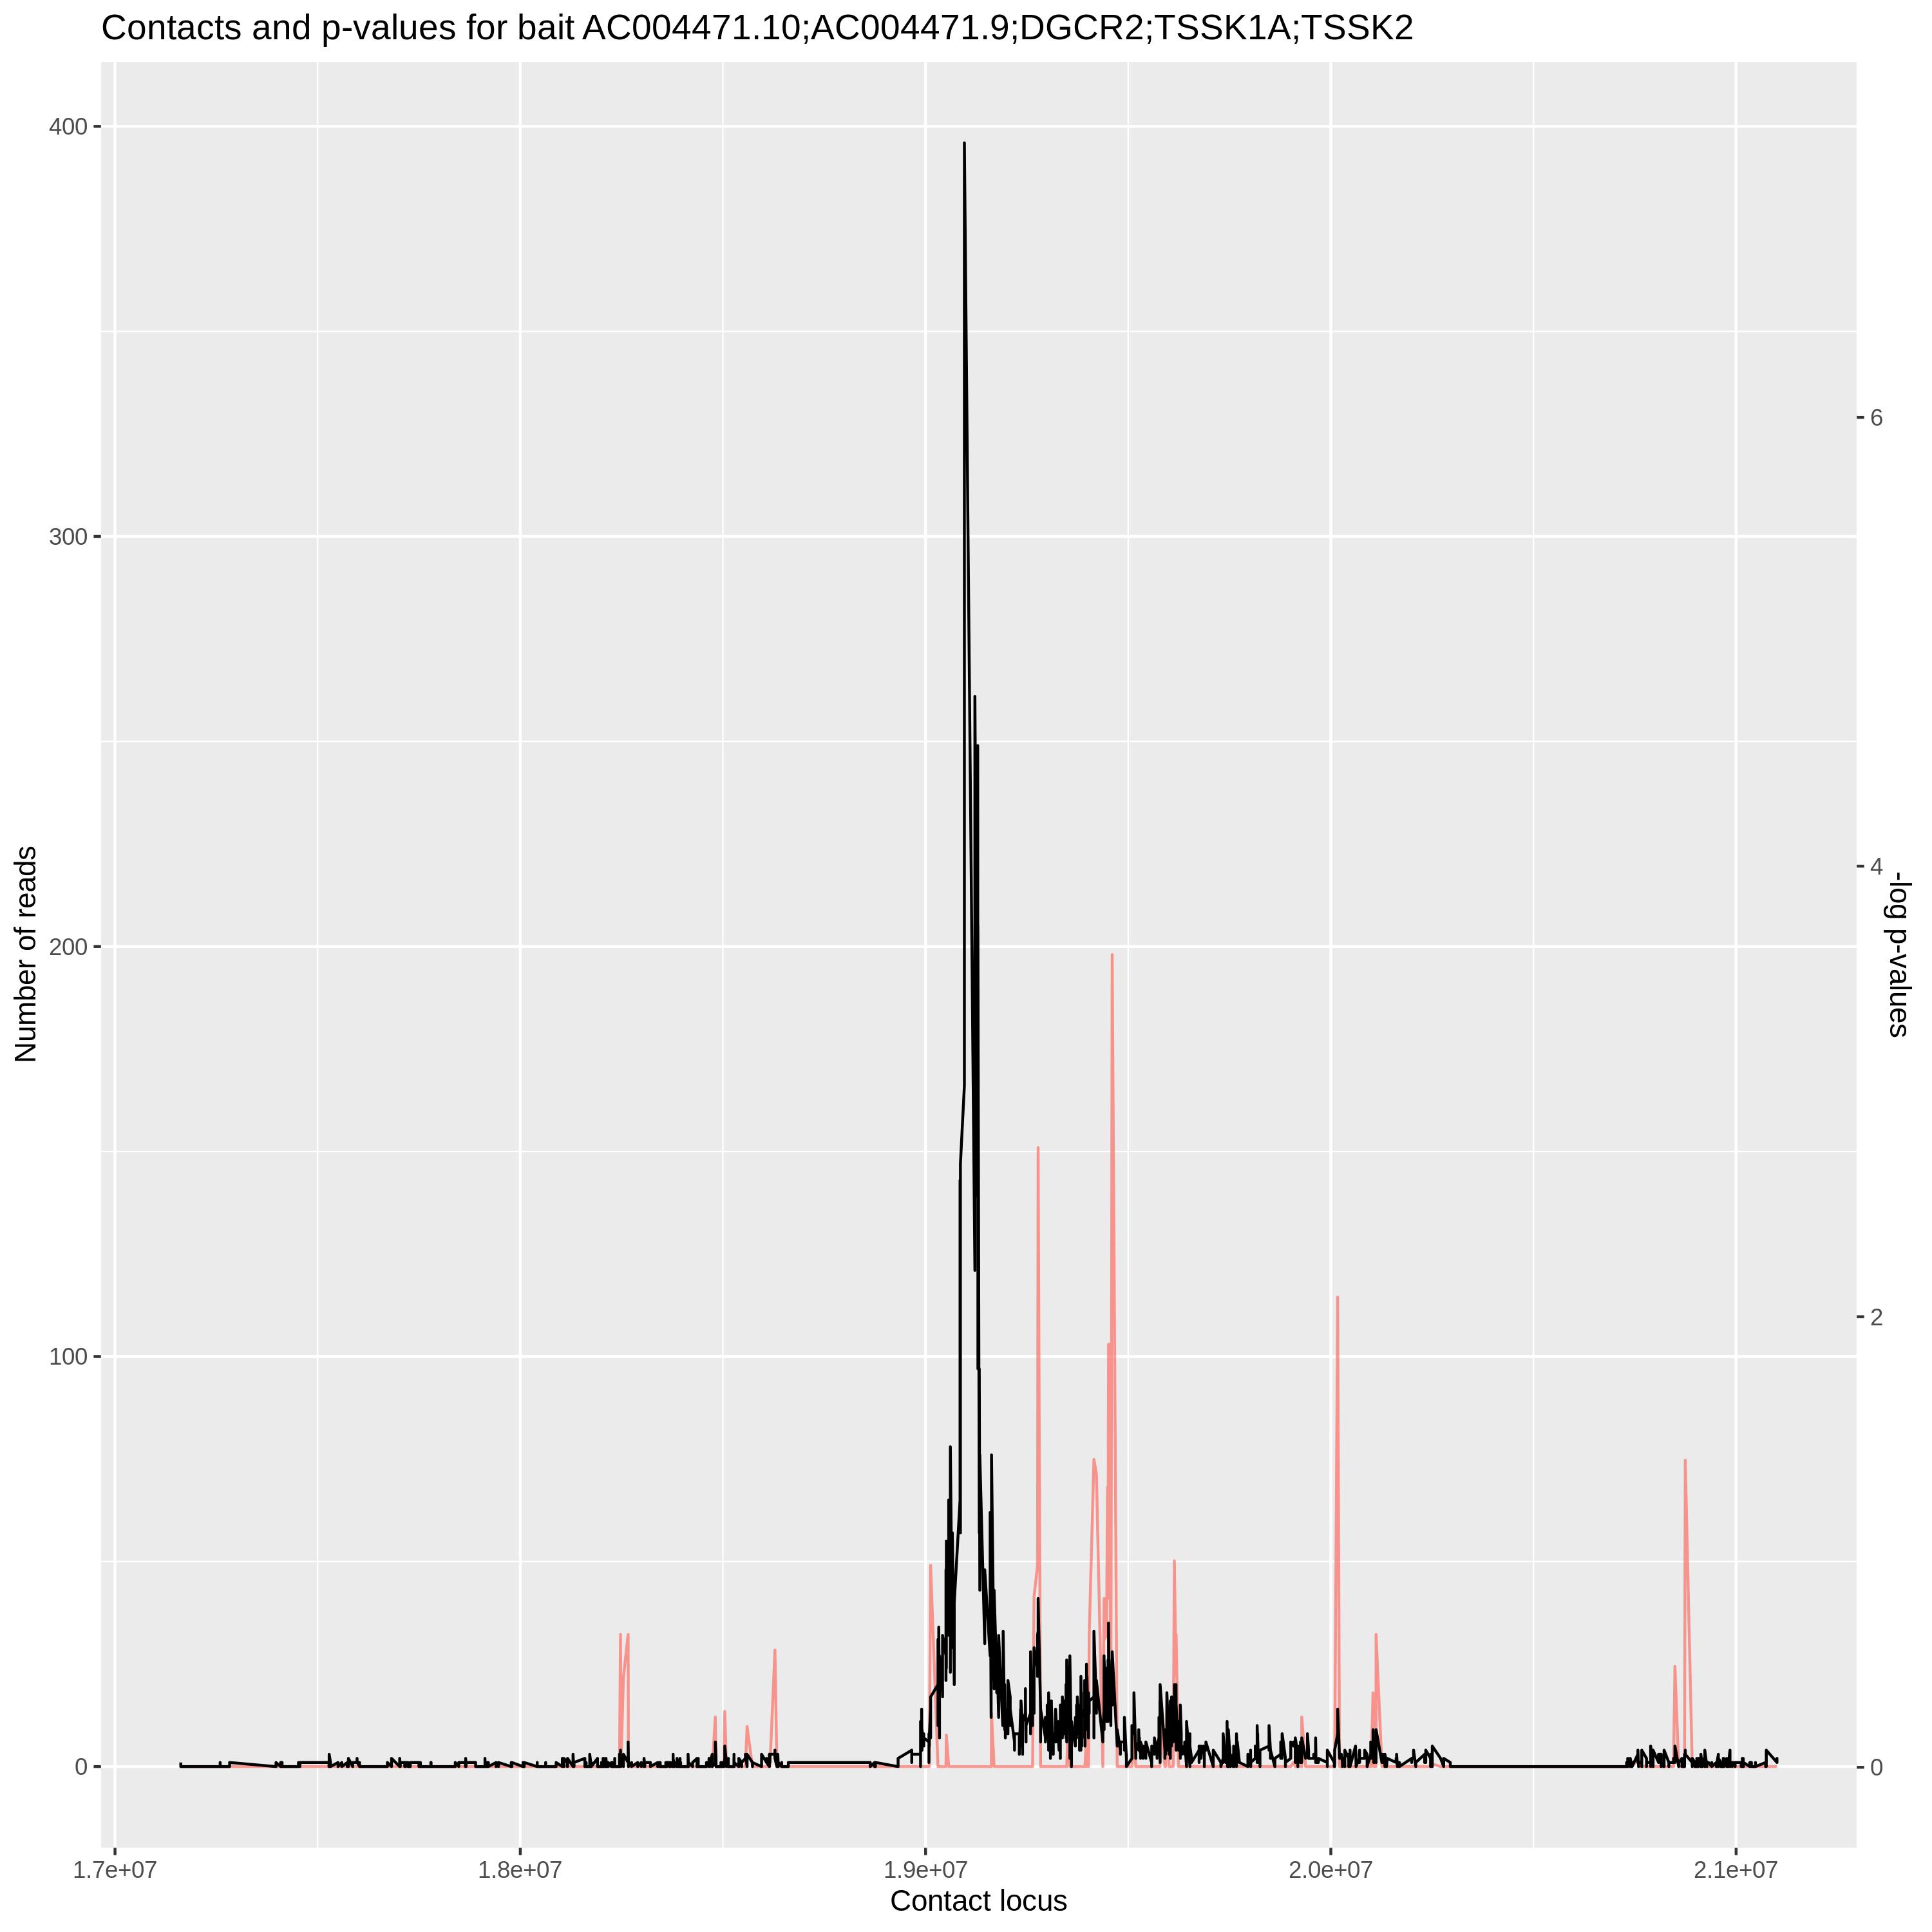 Contacts and p-values for bait AC004471.10;AC004471.9;DGCR2;TSSK1A;TSSK2
400
300
200
100
0
Number of reads
6
4
2
0
-log p-values
1.7e+07 1.8e+07 1.9e+07 2.0e+07 2.1e+07
Contact locus